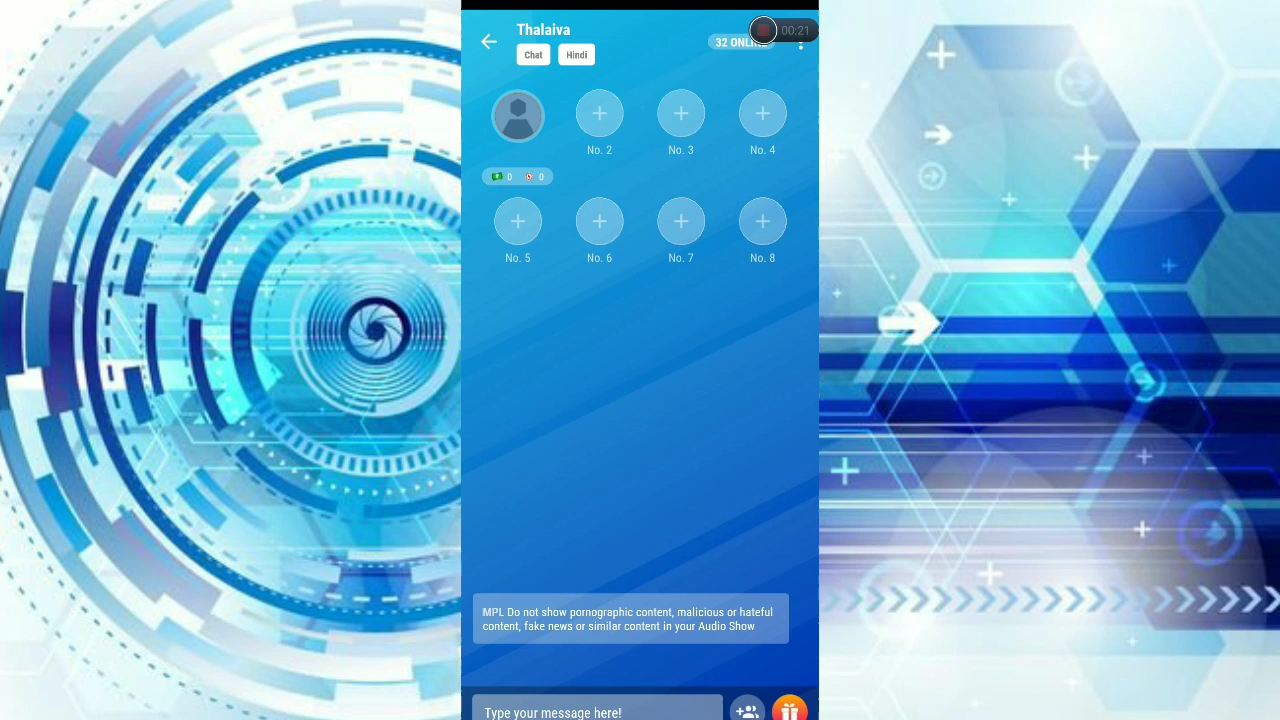 Thalaiva
00:21
32 ONLINE
Chat
Hindi
No. 2
No. 3
No. 4
0
0
No. 5
No. 6
No. 7
No. 8
MPL Do not show pornographic content, malicious or hateful
content, fake news or similar content in your Audio Show
Type your message here!